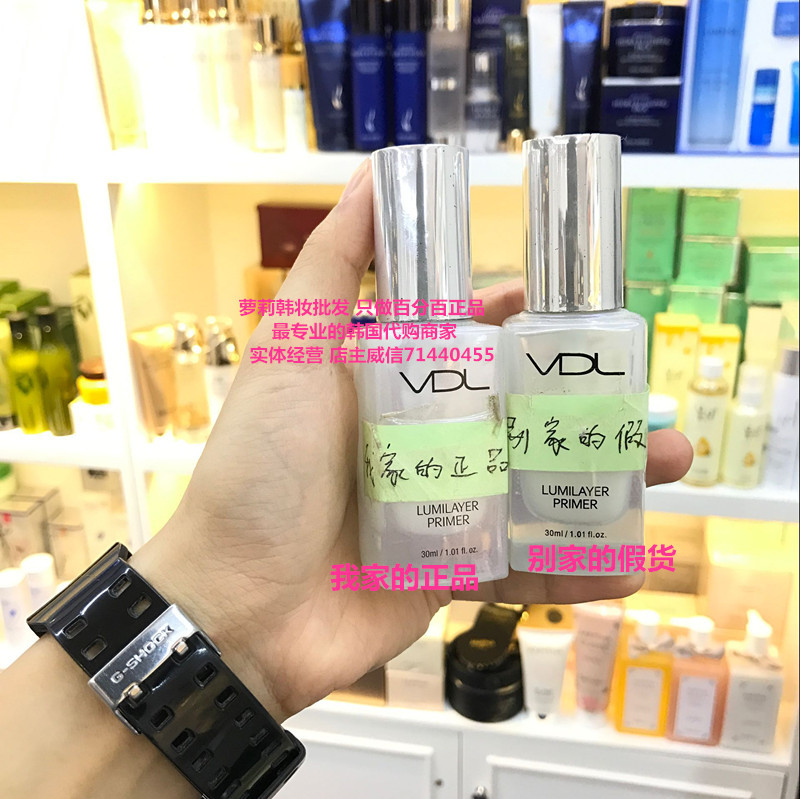 萝莉韩妆批发 只做百分百正品
最专业的韩国代购商家
实体经营 店主威信71440455
VDL
我家的正品
LUMILAYER
PRIMER
30ml / 1.01 fl.oz.
我家的正品
VDL
别家的假
LUMILAYER
PRIMER
30ml / 1.01 fl.oz.
别家的假货
G-SHOCK